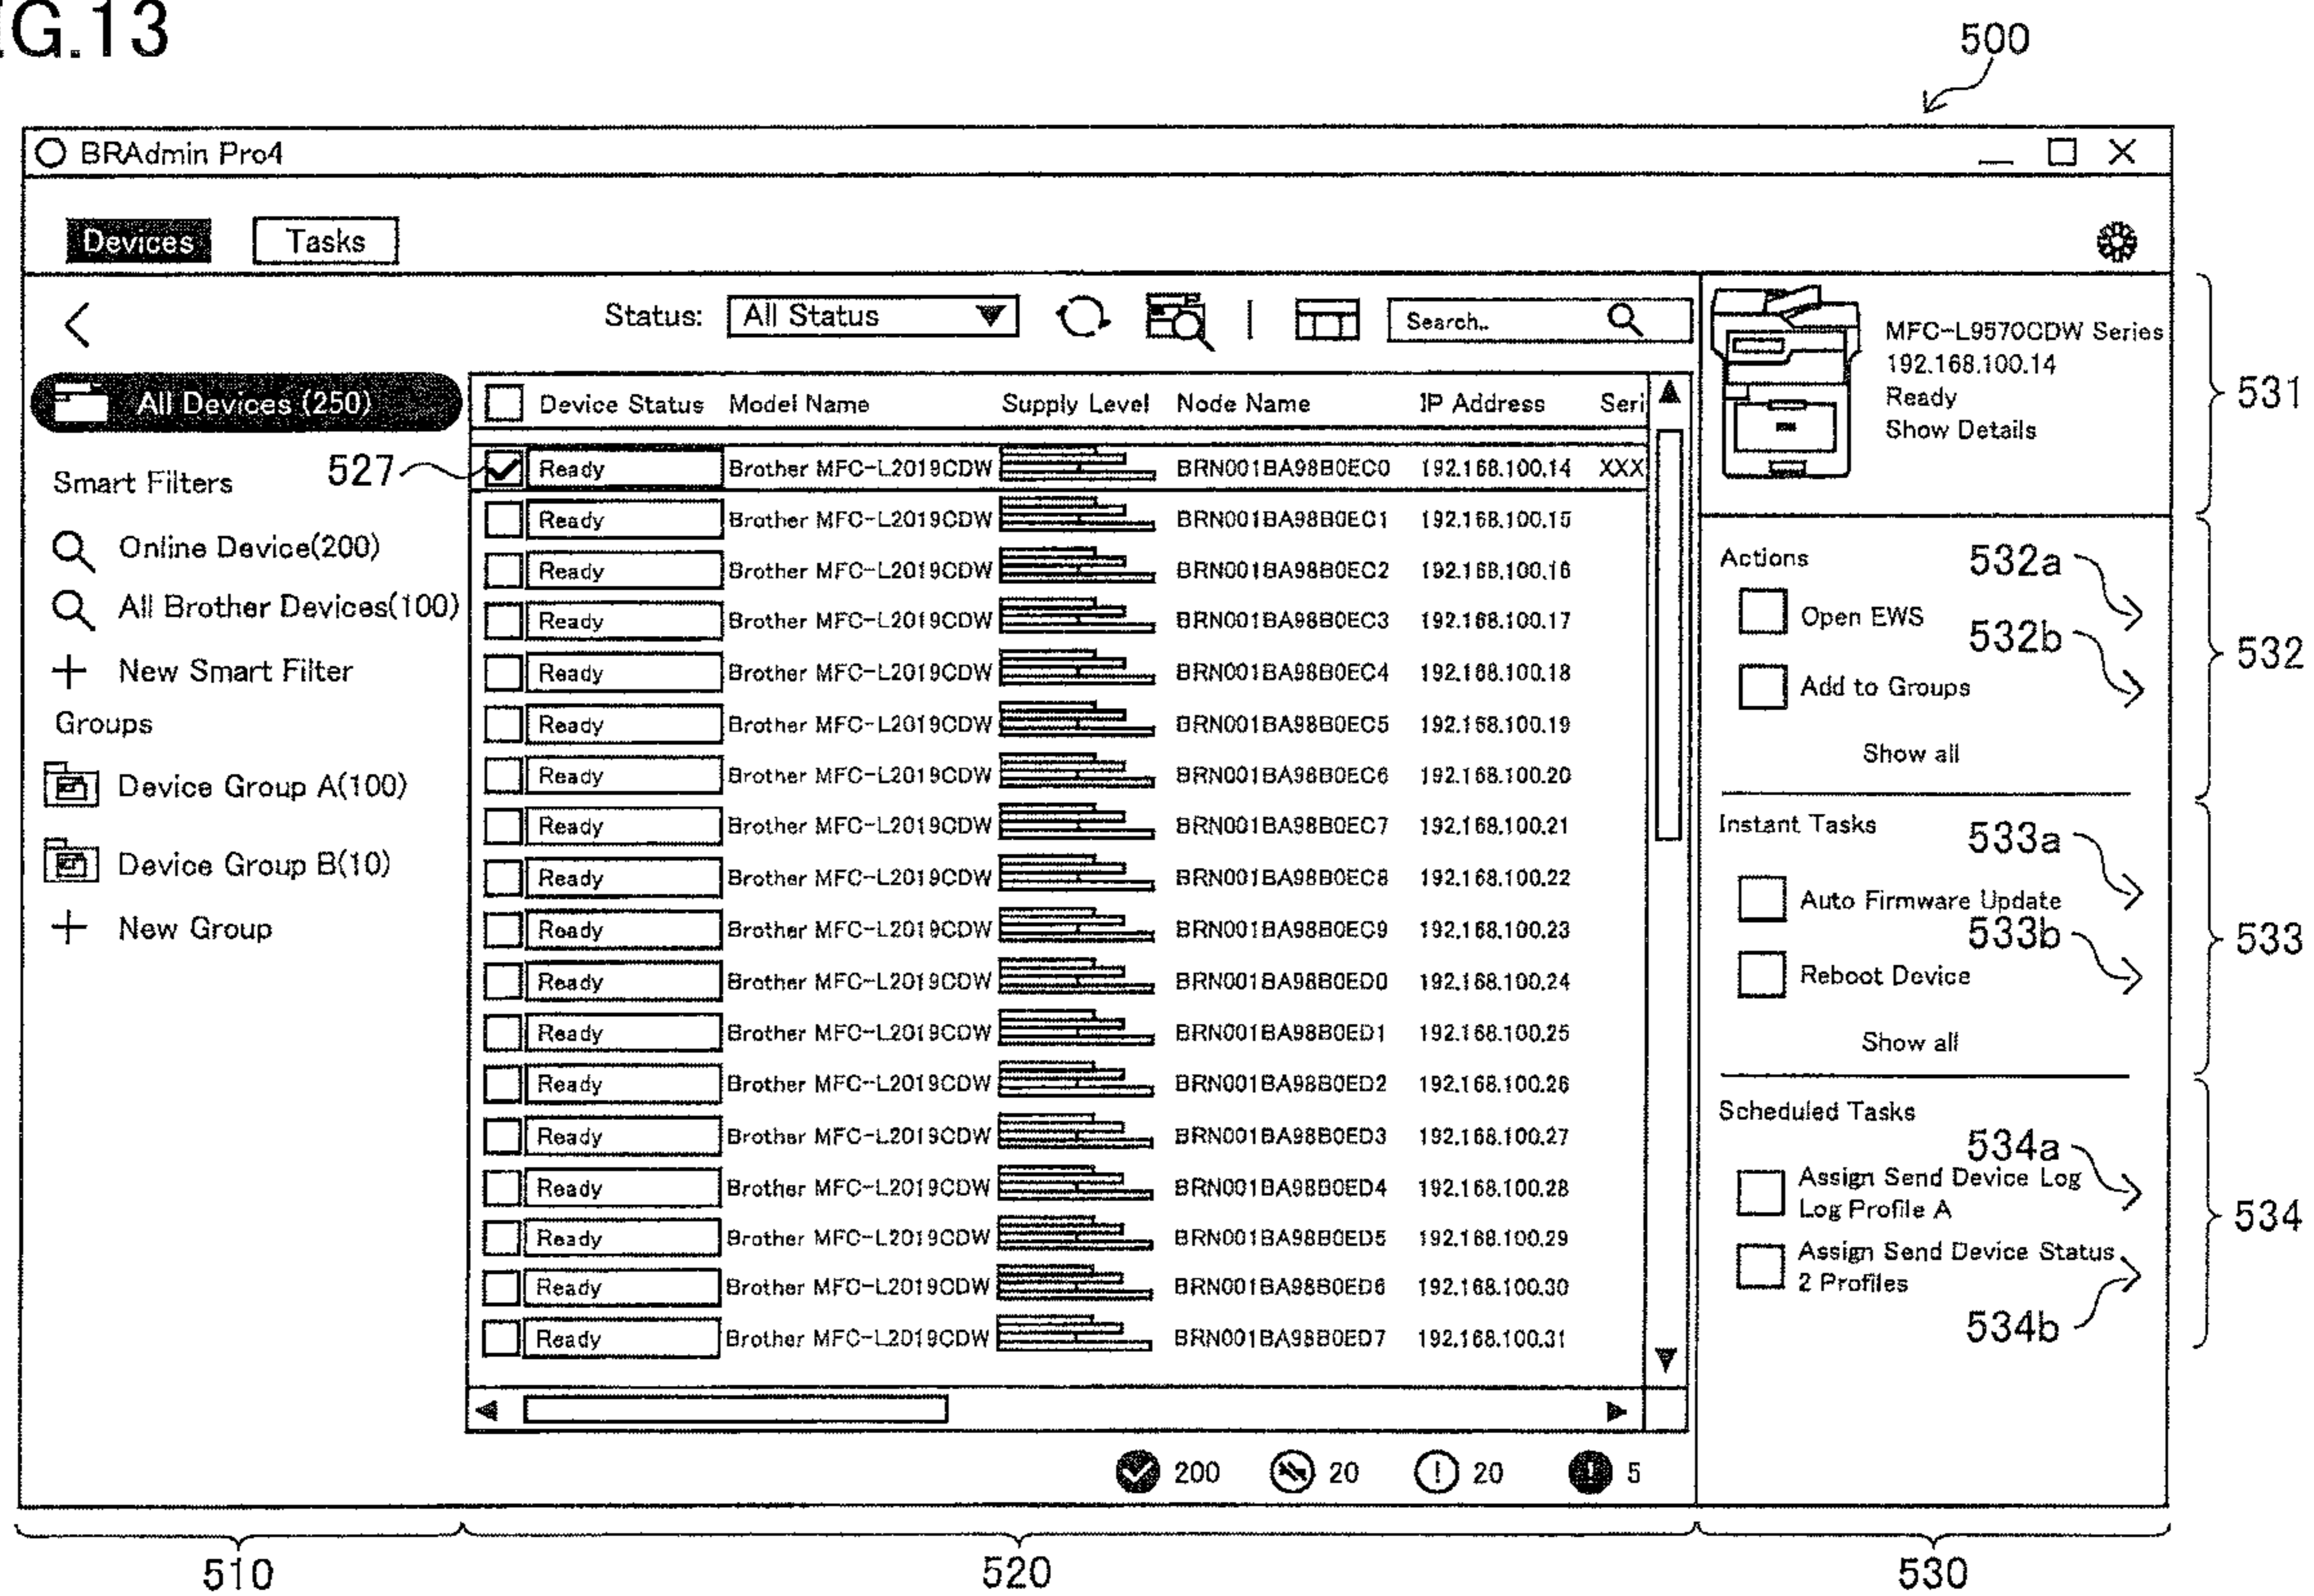 FIG.13
500
BRAdmin Pro4
Devices
Tasks
Status:
All Status
Search..
All Devices (250)
Smart Filters
Online Device(200)
All Brother Devices(100)
New Smart Filter
Groups
Device Group A(100)
Device Group B(10)
New Group
527
Device Status Model Name Supply Level Node Name IP Address Seri
Ready Brother MFC-L2019CDW BRN001BA98B0EC0 192.168.100.14 XXX
Ready Brother MFC-L2019CDW BRN001BA98B0EC1 192.168.100.15
Ready Brother MFC-L2019CDW BRN001BA98B0EC2 192.168.100.16
Ready Brother MFC-L2019CDW BRN001BA98B0EC3 192.168.100.17
Ready Brother MFC-L2019CDW BRN001BA98B0EC4 192.168.100.18
Ready Brother MFC-L2019CDW BRN001BA98B0EC5 192.168.100.19
Ready Brother MFC-L2019CDW BRN001BA98B0EC6 192.168.100.20
Ready Brother MFC-L2019CDW BRN001BA98B0EC7 192.168.100.21
Ready Brother MFC-L2019CDW BRN001BA98B0EC8 192.168.100.22
Ready Brother MFC-L2019CDW BRN001BA98B0EC9 192.168.100.23
Ready Brother MFC-L2019CDW BRN001BA98B0ED0 192.168.100.24
Ready Brother MFC-L2019CDW BRN001BA98B0ED1 192.168.100.25
Ready Brother MFC-L2019CDW BRN001BA98B0ED2 192.168.100.26
Ready Brother MFC-L2019CDW BRN001BA98B0ED3 192.168.100.27
Ready Brother MFC-L2019CDW BRN001BA98B0ED4 192.168.100.28
Ready Brother MFC-L2019CDW BRN001BA98B0ED5 192.168.100.29
Ready Brother MFC-L2019CDW BRN001BA98B0ED6 192.168.100.30
Ready Brother MFC-L2019CDW BRN001BA98B0ED7 192.168.100.31
200 20 20 5
MFC-L9570CDW Series
192.168.100.14
Ready
Show Details
531
Actions
532a
Open EWS
532b
Add to Groups
Show all
532
Instant Tasks
533a
Auto Firmware Update
533b
Reboot Device
Show all
533
Scheduled Tasks
534a
Assign Send Device Log
Log Profile A
Assign Send Device Status
2 Profiles
534b
534
510
520
530